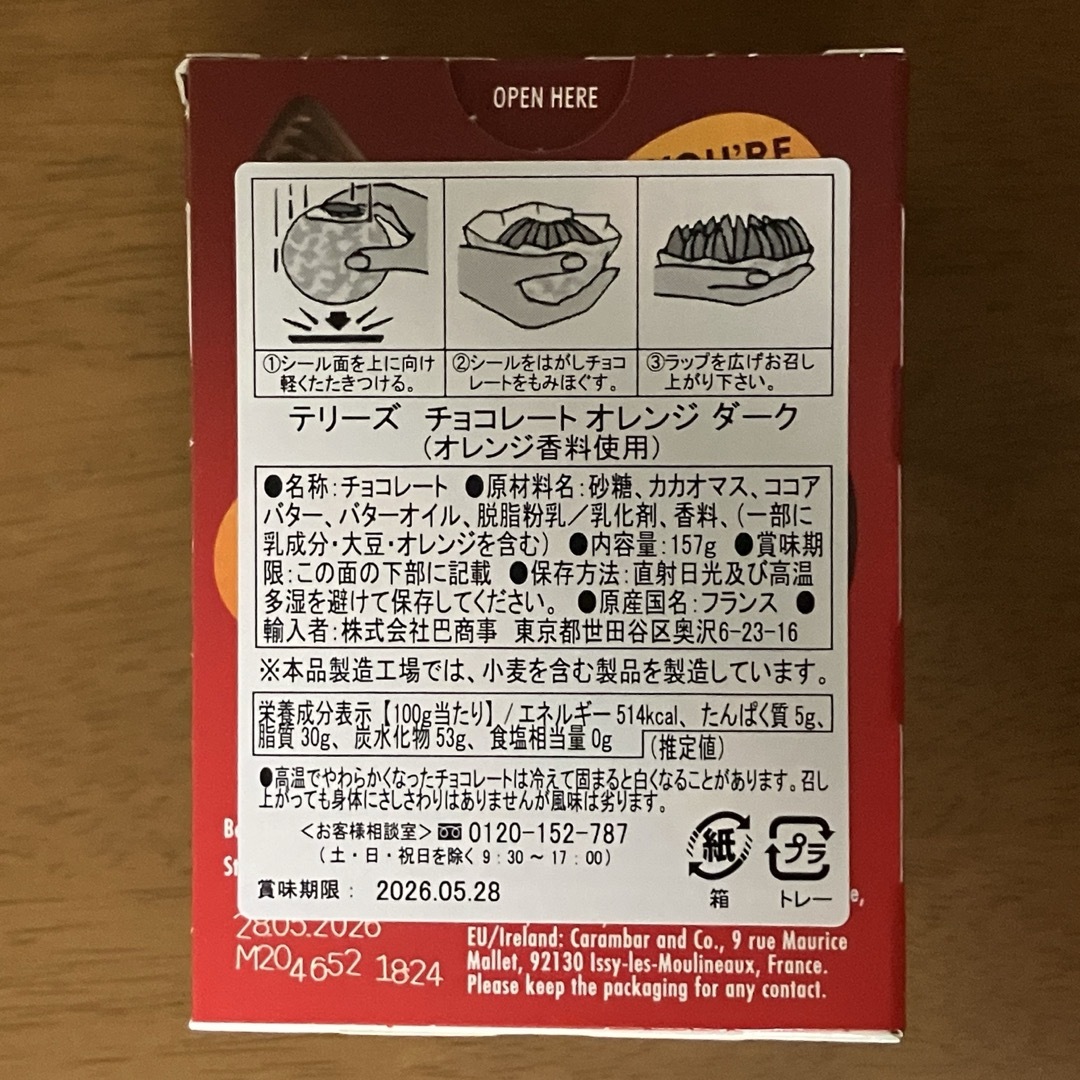 OPEN HERE
YOU'RE
①シール面を上に向け
軽くたたきつける。
②シールをはがしチョコ
レートをもみほぐす。
③ラップを広げお召し
上がり下さい。
テリーズ チョコレート オレンジ ダーク
(オレンジ香料使用)
●名称:チョコレート ●原材料名:砂糖、カカオマス、ココア
バター、バターオイル、脱脂粉乳/乳化剤、香料、(一部に
乳成分・大豆・オレンジを含む) ●内容量:157g ●賞味期
限:この面の下部に記載 ●保存方法:直射日光及び高温
多湿を避けて保存してください。 ●原産国名:フランス ●
輸入者:株式会社巴商事 東京都世田谷区奥沢6-23-16
※本品製造工場では、小麦を含む製品を製造しています。
栄養成分表示【100g当たり】/エネルギー514kcal、たんぱく質5g、
脂質30g、炭水化物53g、食塩相当量0g (推定値)
●高温でやわらかくなったチョコレートは冷えて固まると白くなることがあります。召し
上がっても身体にさしさわりはありませんが風味は劣ります。
<お客様相談室> 0120-152-787
(土・日・祝日を除く9:30~17:00)
紙
箱
プラ
トレー
賞味期限: 2026.05.28
28.05.2026
M204652 1824
EU/Ireland: Carambar and Co., 9 rue Maurice
Mallet, 92130 Issy-les-Moulineaux, France.
Please keep the packaging for any contact.